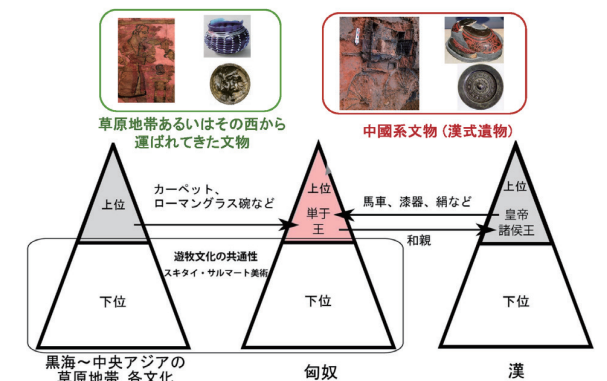 草原地帯あるいはその西から
運ばれてきた文物
中國系文物（漢式遺物）
上位
カーペット、
ローマングラス碗など
上位
単于
王
馬車、漆器、絹など
和親
上位
皇帝
諸侯王
遊牧文化の共通性
スキタイ・サルマート美術
下位
下位
下位
黒海～中央アジアの
草原地帯 各文化
匈奴
漢